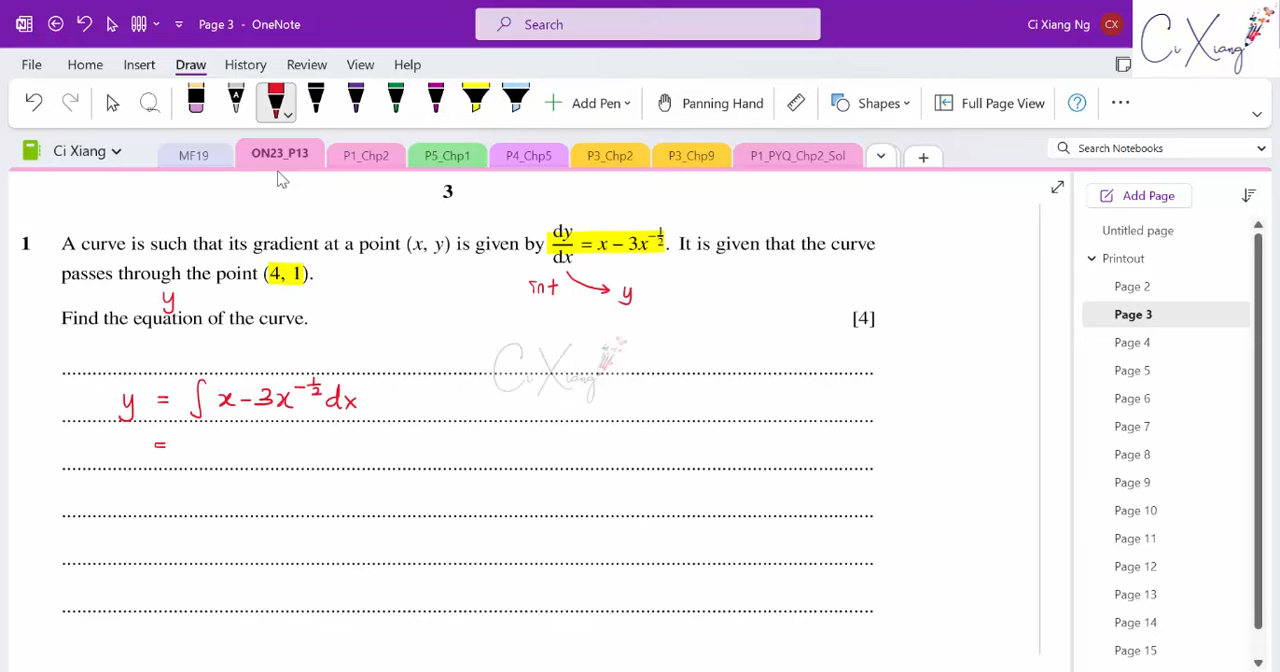 Page 3 - OneNote
Search
Ci Xiang Ng
CX
Ci Xiang
File
Home
Insert
Draw
History
Review
View
Help
A
Add Pen
Panning Hand
Shapes
Full Page View
?
Ci Xiang
MF19
ON23_P13
P1_Chp2
P5_Chp1
P4_Chp5
P3_Chp2
P3_Chp9
P1_PYQ_Chp2_Sol
Search Notebooks
3
1 A curve is such that its gradient at a point (x, y) is given by dy/dx = x − 3x^(−1/2). It is given that the curve
passes through the point (4, 1).
int → y
y
Find the equation of the curve. [4]
Ci Xiang
y = ∫ x − 3x^(−1/2) dx
=
Add Page
Untitled page
Printout
Page 2
Page 3
Page 4
Page 5
Page 6
Page 7
Page 8
Page 9
Page 10
Page 11
Page 12
Page 13
Page 14
Page 15